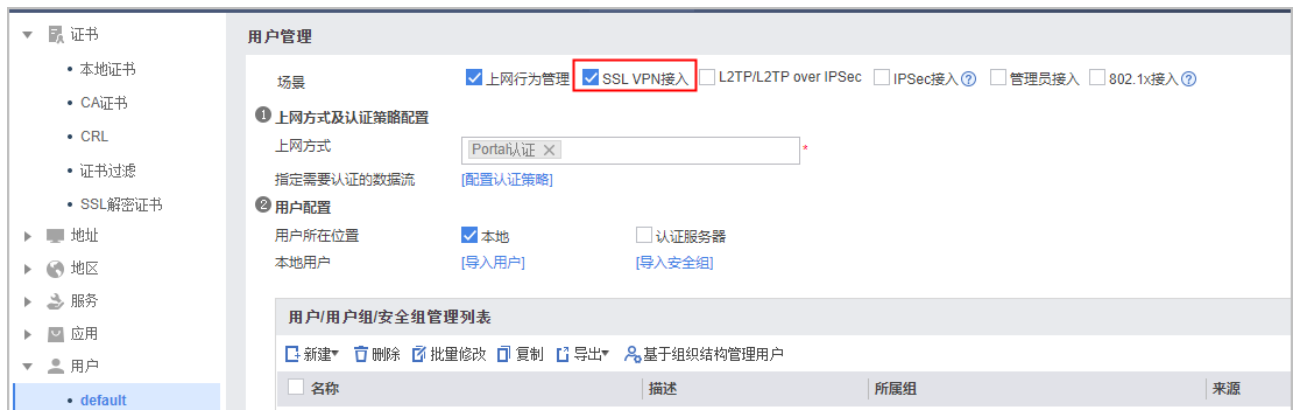 证书
本地证书
CA证书
CRL
证书过滤
SSL解密证书
地址
地区
服务
应用
用户
default
用户管理
场景 上网行为管理 SSL VPN接入 L2TP/L2TP over IPSec IPSec接入 管理员接入 802.1x接入
1 上网方式及认证策略配置
上网方式 Portal认证 *
指定需要认证的数据流 [配置认证策略]
2 用户配置
用户所在位置 本地 认证服务器
本地用户 [导入用户] [导入安全组]
用户/用户组/安全组管理列表
新建 删除 批量修改 复制 导出 基于组织结构管理用户
名称 描述 所属组 来源